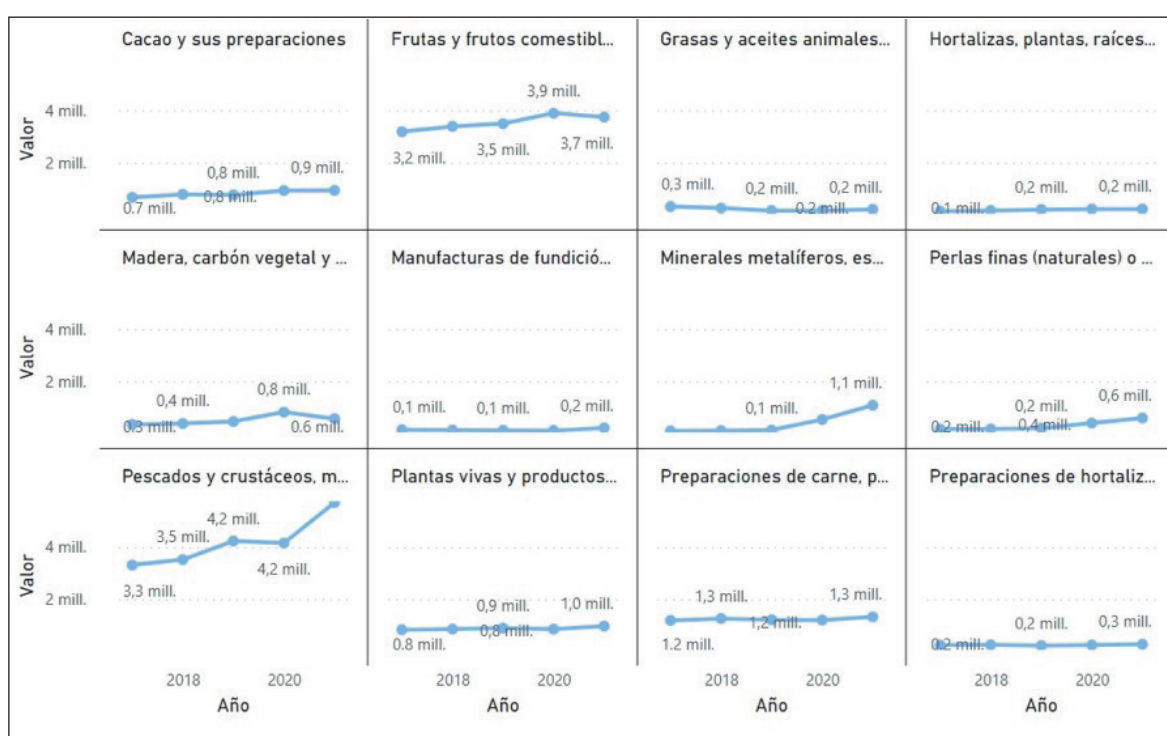 Cacao y sus preparaciones
Frutas y frutos comestibl...
Grasas y aceites animales...
Hortalizas, plantas, raíces...
Valor
4 mill.
2 mill.
0.7 mill.
0,8 mill.
0,8 mill.
0,9 mill.
3,2 mill.
3,5 mill.
3,9 mill.
3,7 mill.
0,3 mill.
0,2 mill.
0.2 mill.
0,2 mill.
0.1 mill.
0,2 mill.
0,2 mill.
Madera, carbón vegetal y ...
Manufacturas de fundició...
Minerales metalíferos, es...
Perlas finas (naturales) o ...
Valor
4 mill.
2 mill.
0.3 mill.
0,4 mill.
0,8 mill.
0.6 mill.
0,1 mill.
0,1 mill.
0,2 mill.
0,1 mill.
1,1 mill.
0.2 mill.
0,2 mill.
0,4 mill.
0,6 mill.
Pescados y crustáceos, m...
Plantas vivas y productos...
Preparaciones de carne, p...
Preparaciones de hortaliz...
Valor
4 mill.
2 mill.
3,3 mill.
3,5 mill.
4,2 mill.
4,2 mill.
0.8 mill.
0,9 mill.
0,8 mill.
1,0 mill.
1.2 mill.
1,3 mill.
1,2 mill.
1,3 mill.
0.2 mill.
0,2 mill.
0,3 mill.
2018
2020
2018
2020
2018
2020
2018
2020
Año
Año
Año
Año